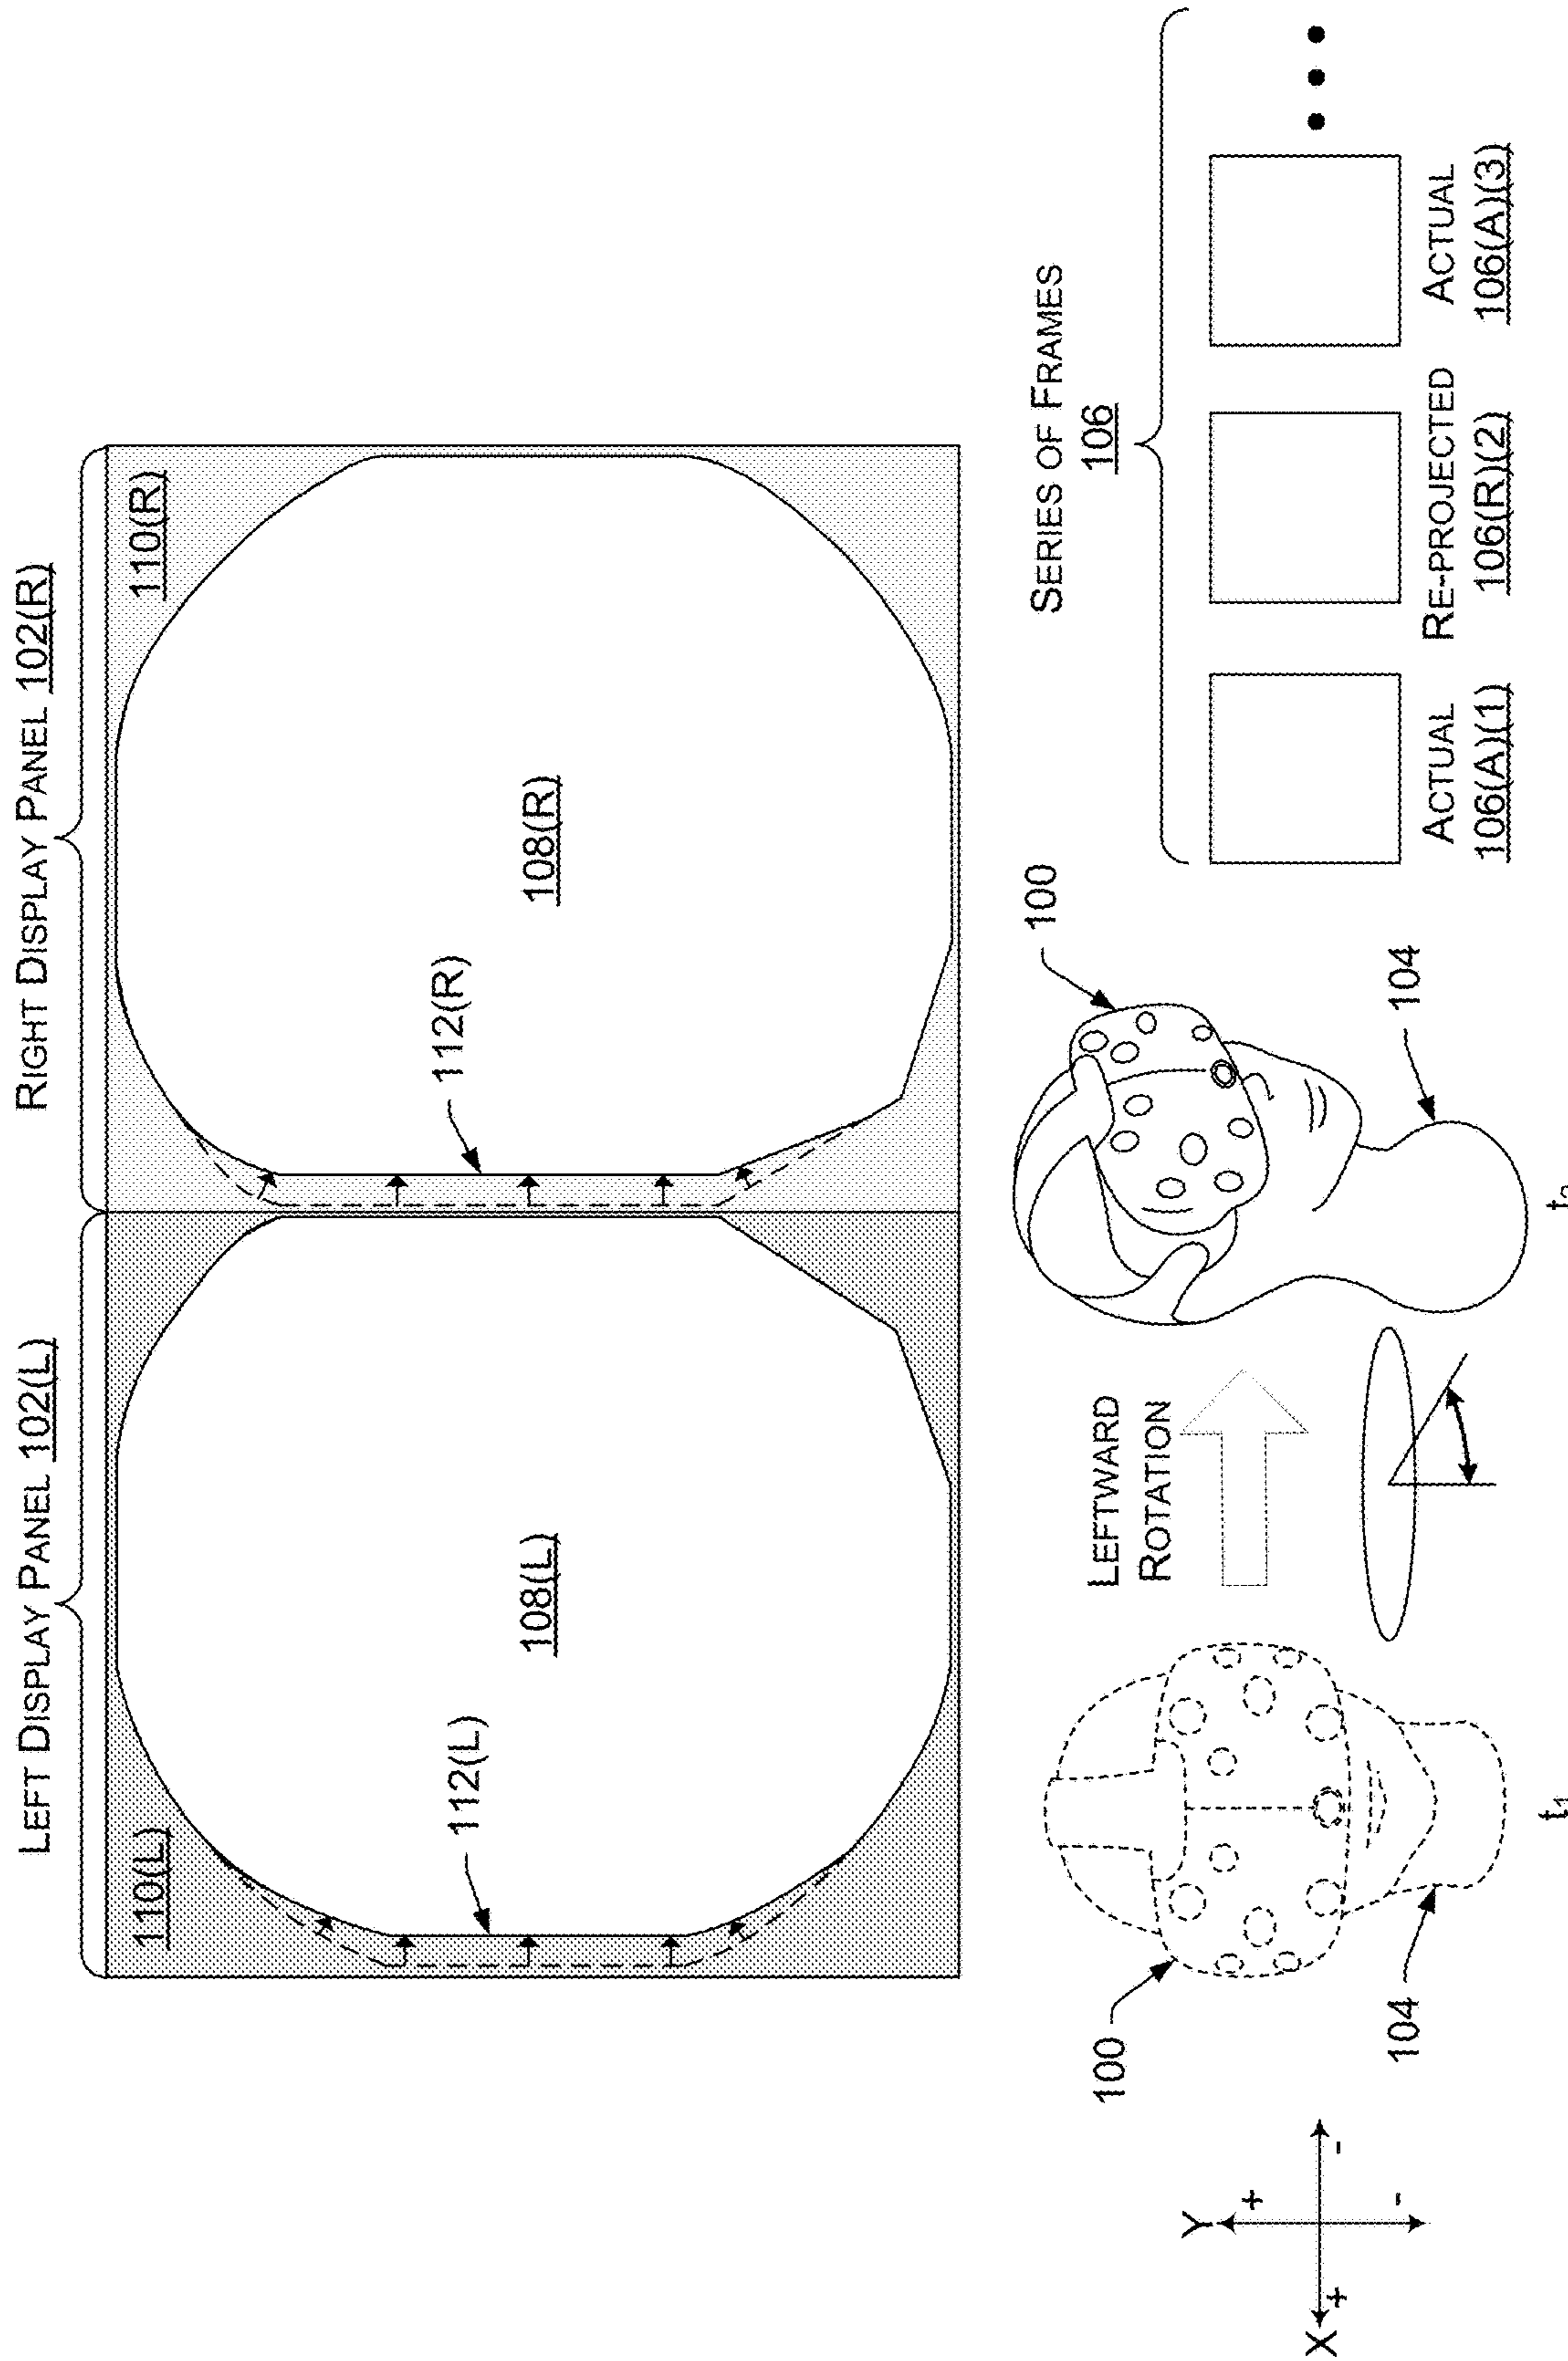 LEFT DISPLAY PANEL 102(L)
RIGHT DISPLAY PANEL 102(R)
110(L)
110(R)
112(L)
112(R)
108(L)
108(R)
SERIES OF FRAMES
106
100
100
LEFTWARD
ROTATION
Y
+
X
+
-
-
104
104
ACTUAL
106(A)(1)
RE-PROJECTED
106(R)(2)
ACTUAL
106(A)(3)
t1
t2